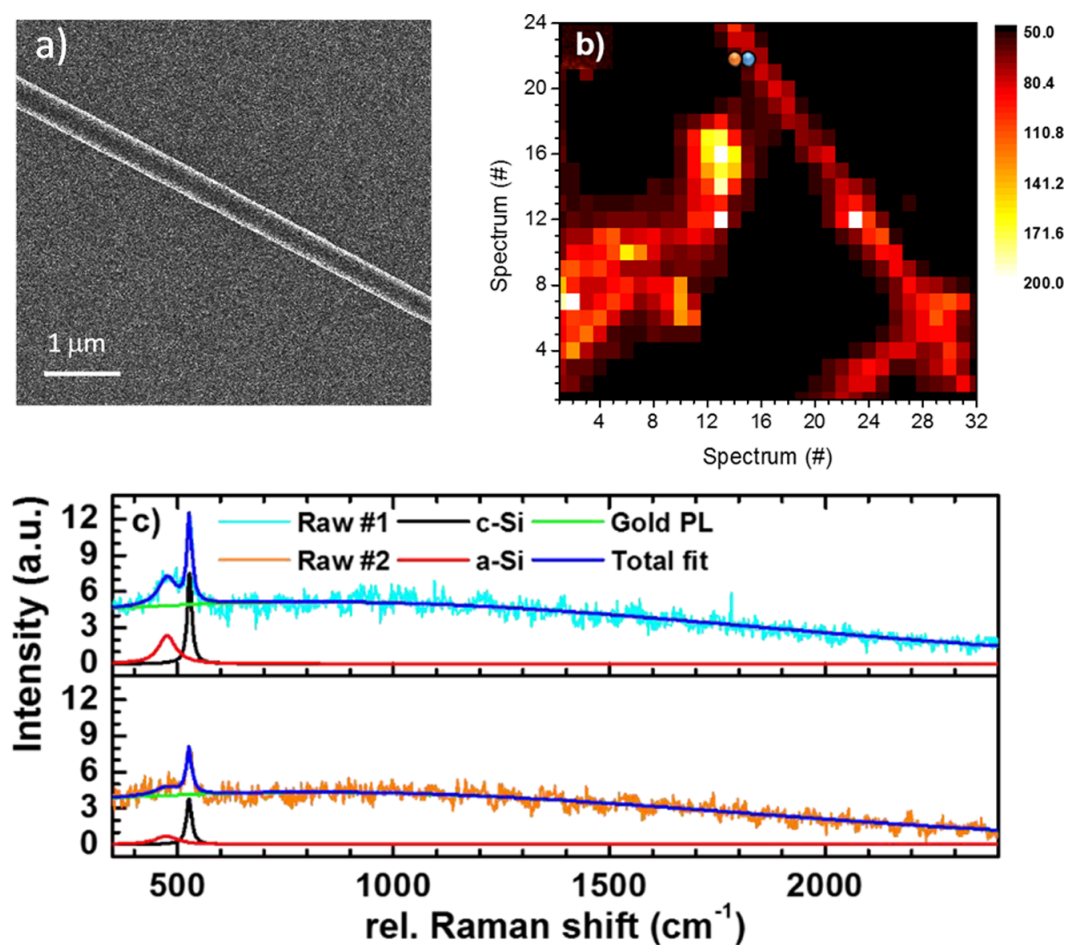 a)
1 μm
b)
24
20
16
12
8
4
Spectrum (#)
4 8 12 16 20 24 28 32
Spectrum (#)
50.0
80.4
110.8
141.2
171.6
200.0
c)
Raw #1 c-Si Gold PL
Raw #2 a-Si Total fit
12
9
6
3
0
12
9
6
3
0
Intensity (a.u.)
500 1000 1500 2000
rel. Raman shift (cm⁻¹)